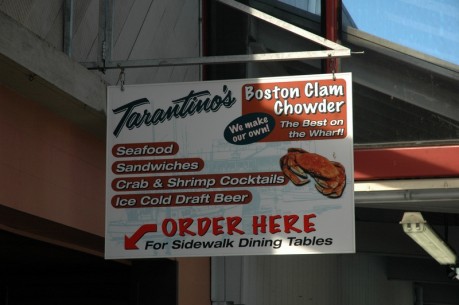 Tarantino's
Boston Clam
Chowder
We make
our own!
The Best on
the Wharf!
Seafood
Sandwiches
Crab & Shrimp Cocktails
Ice Cold Draft Beer
ORDER HERE
For Sidewalk Dining Tables